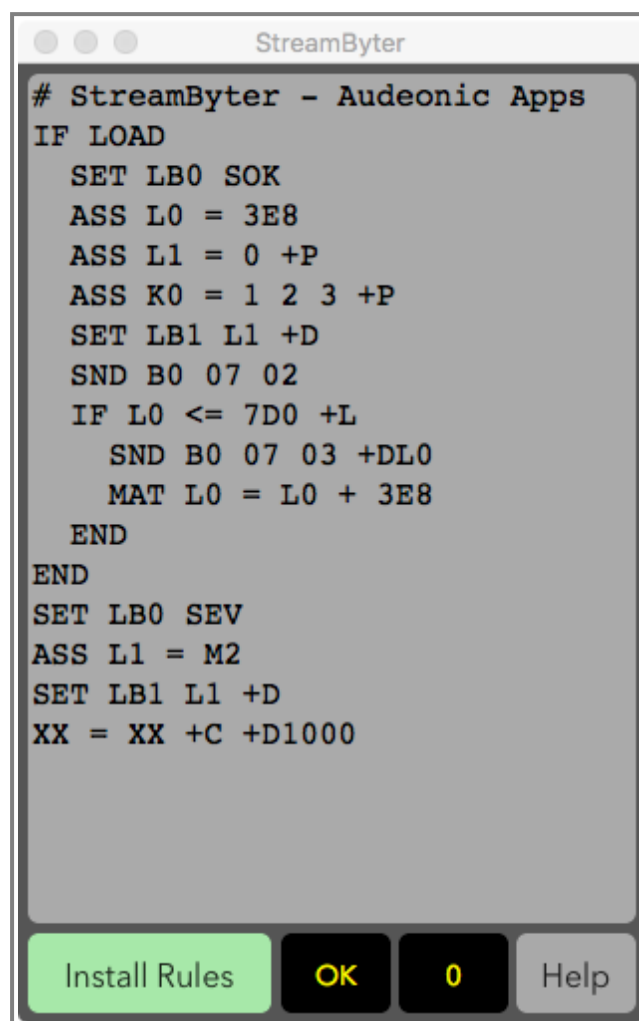 StreamByter
# StreamByter - Audeonic Apps
IF LOAD
  SET LB0 SOK
  ASS L0 = 3E8
  ASS L1 = 0 +P
  ASS K0 = 1 2 3 +P
  SET LB1 L1 +D
  SND B0 07 02
  IF L0 <= 7D0 +L
    SND B0 07 03 +DL0
    MAT L0 = L0 + 3E8
  END
END
SET LB0 SEV
ASS L1 = M2
SET LB1 L1 +D
XX = XX +C +D1000
Install Rules OK 0 Help